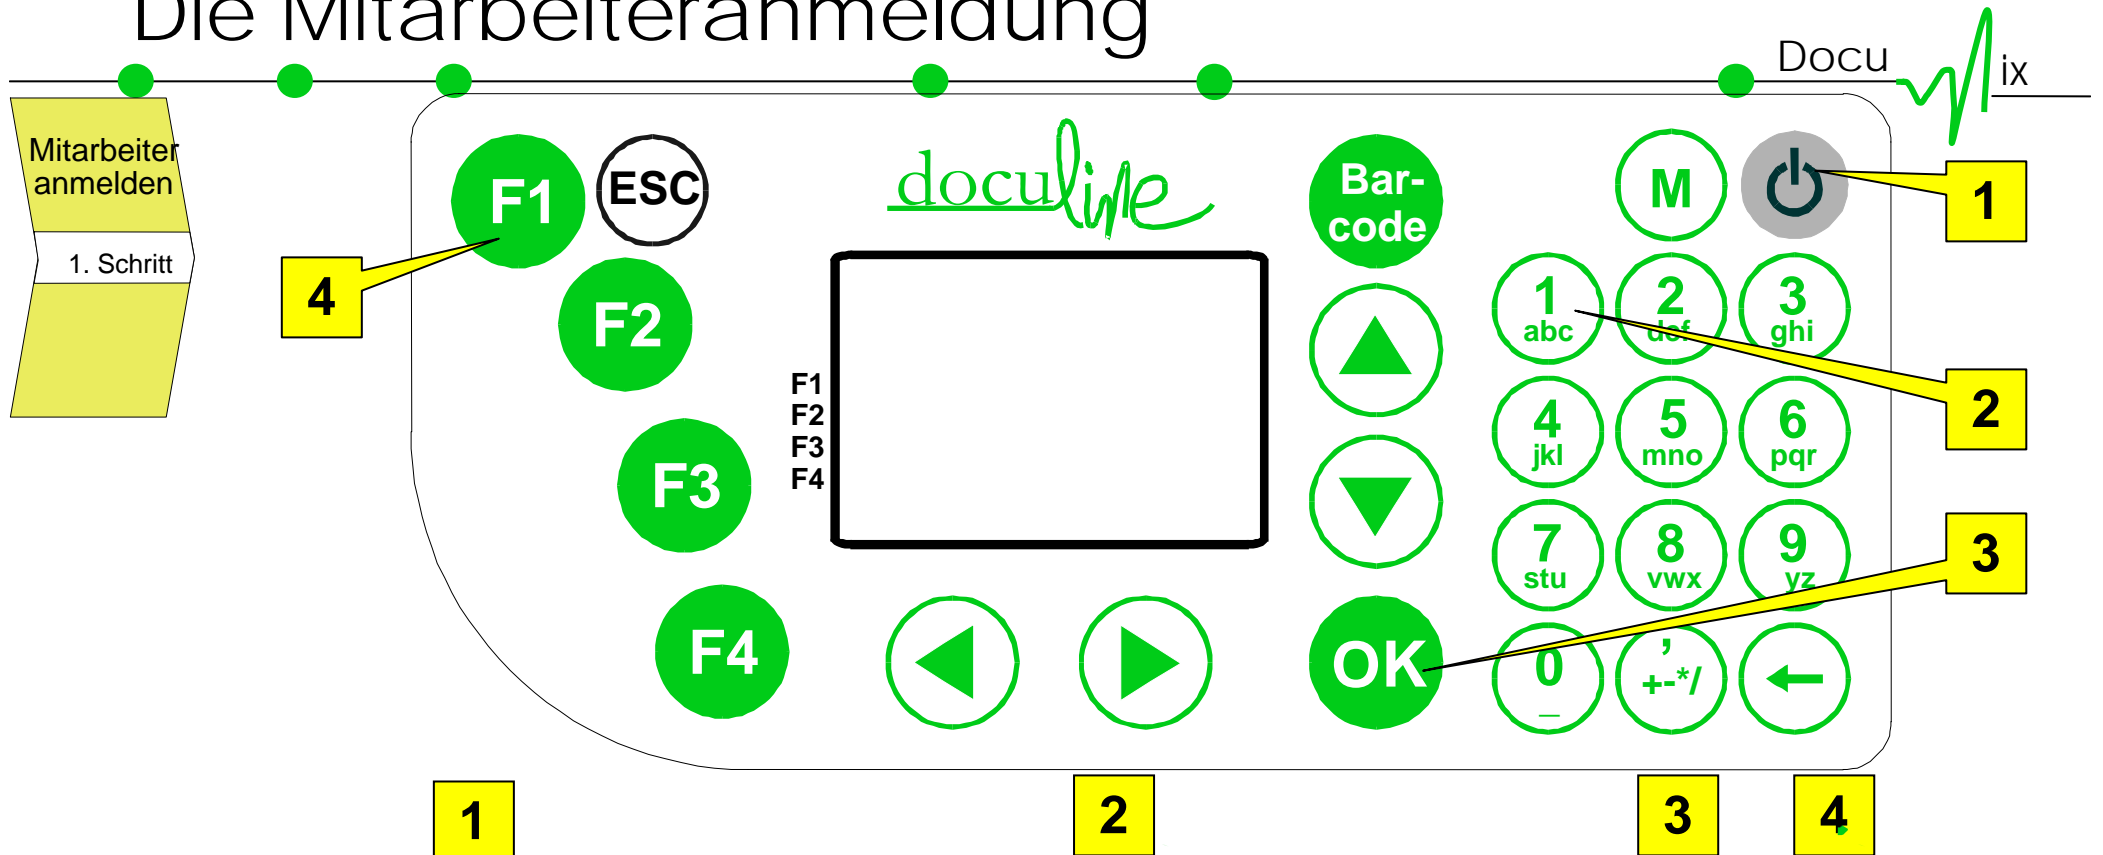 Die Mitarbeiteranmeldung
Docu ix
Mitarbeiter
anmelden
1. Schritt
F1
ESC
doculine
Bar-
code
M
1
4
F2
1
abc
2
def
3
ghi
F1
F2
F3
F4
2
4
jkl
5
mno
6
pqr
F3
7
stu
8
vwx
9
yz
3
F4
OK
0
_
,
+-*/
1
2
3
4